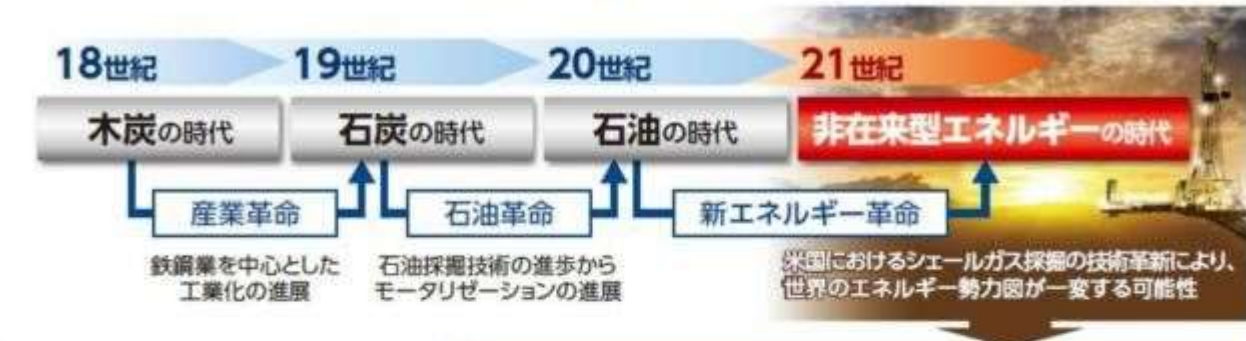 18世紀
19世紀
20世紀
21世紀
木炭の時代
石炭の時代
石油の時代
非在来型エネルギーの時代
産業革命
石油革命
新エネルギー革命
鉄鋼業を中心とした
工業化の進展
石油採掘技術の進歩から
モータリゼーションの進展
米国におけるシェールガス採掘の技術革新により、
世界のエネルギー勢力図が一変する可能性